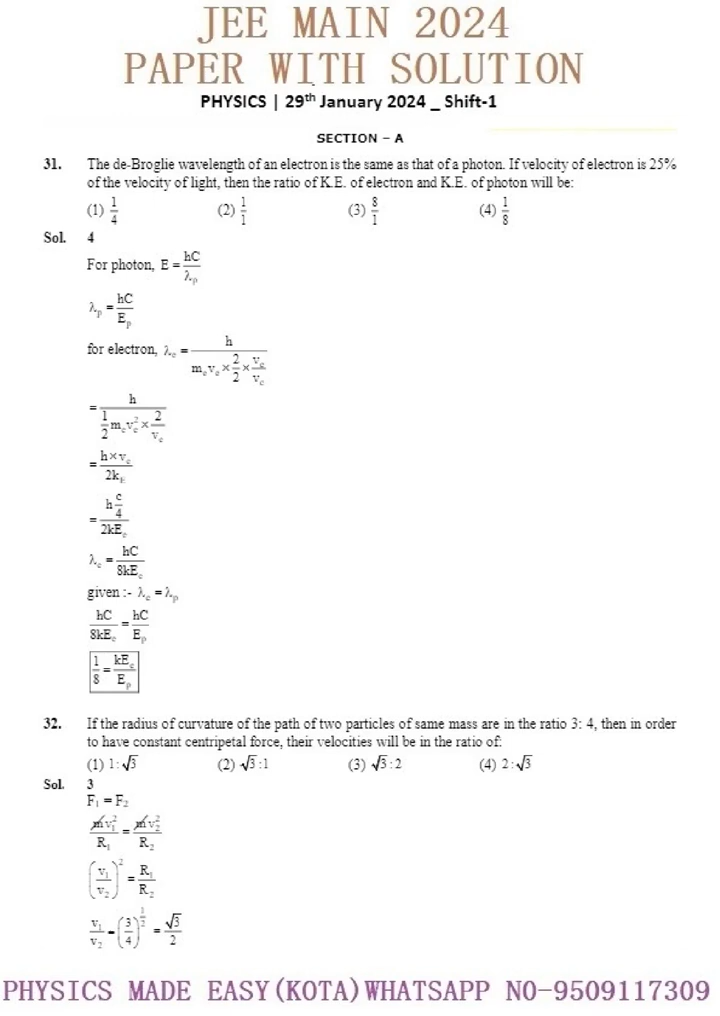 JEE MAIN 2024
PAPER WITH SOLUTION
PHYSICS | 29th January 2024 _ Shift-1
SECTION – A
31. The de-Broglie wavelength of an electron is the same as that of a photon. If velocity of electron is 25%
of the velocity of light, then the ratio of K.E. of electron and K.E. of photon will be:
(1) 1/4 (2) 1/1 (3) 8/1 (4) 1/8
Sol. 4
For photon, E = hC/λp
λp = hC/Ep
for electron, λe = h/(meve × 2/2 × ve/ve)
= h/(1/2 meve² × 2/ve)
= h×ve/2kE
= h c/4 / 2kEe
λe = hC/8kEe
given :- λe = λp
hC/8kEe = hC/Ep
1/8 = kEe/Ep
32. If the radius of curvature of the path of two particles of same mass are in the ratio 3: 4, then in order
to have constant centripetal force, their velocities will be in the ratio of:
(1) 1:√3 (2) √3:1 (3) √3:2 (4) 2:√3
Sol. 3
F1 = F2
mv1²/R1 = mv2²/R2
(v1/v2)² = R1/R2
v1/v2 = (3/4)^1/2 = √3/2
PHYSICS MADE EASY(KOTA)WHATSAPP NO-9509117309